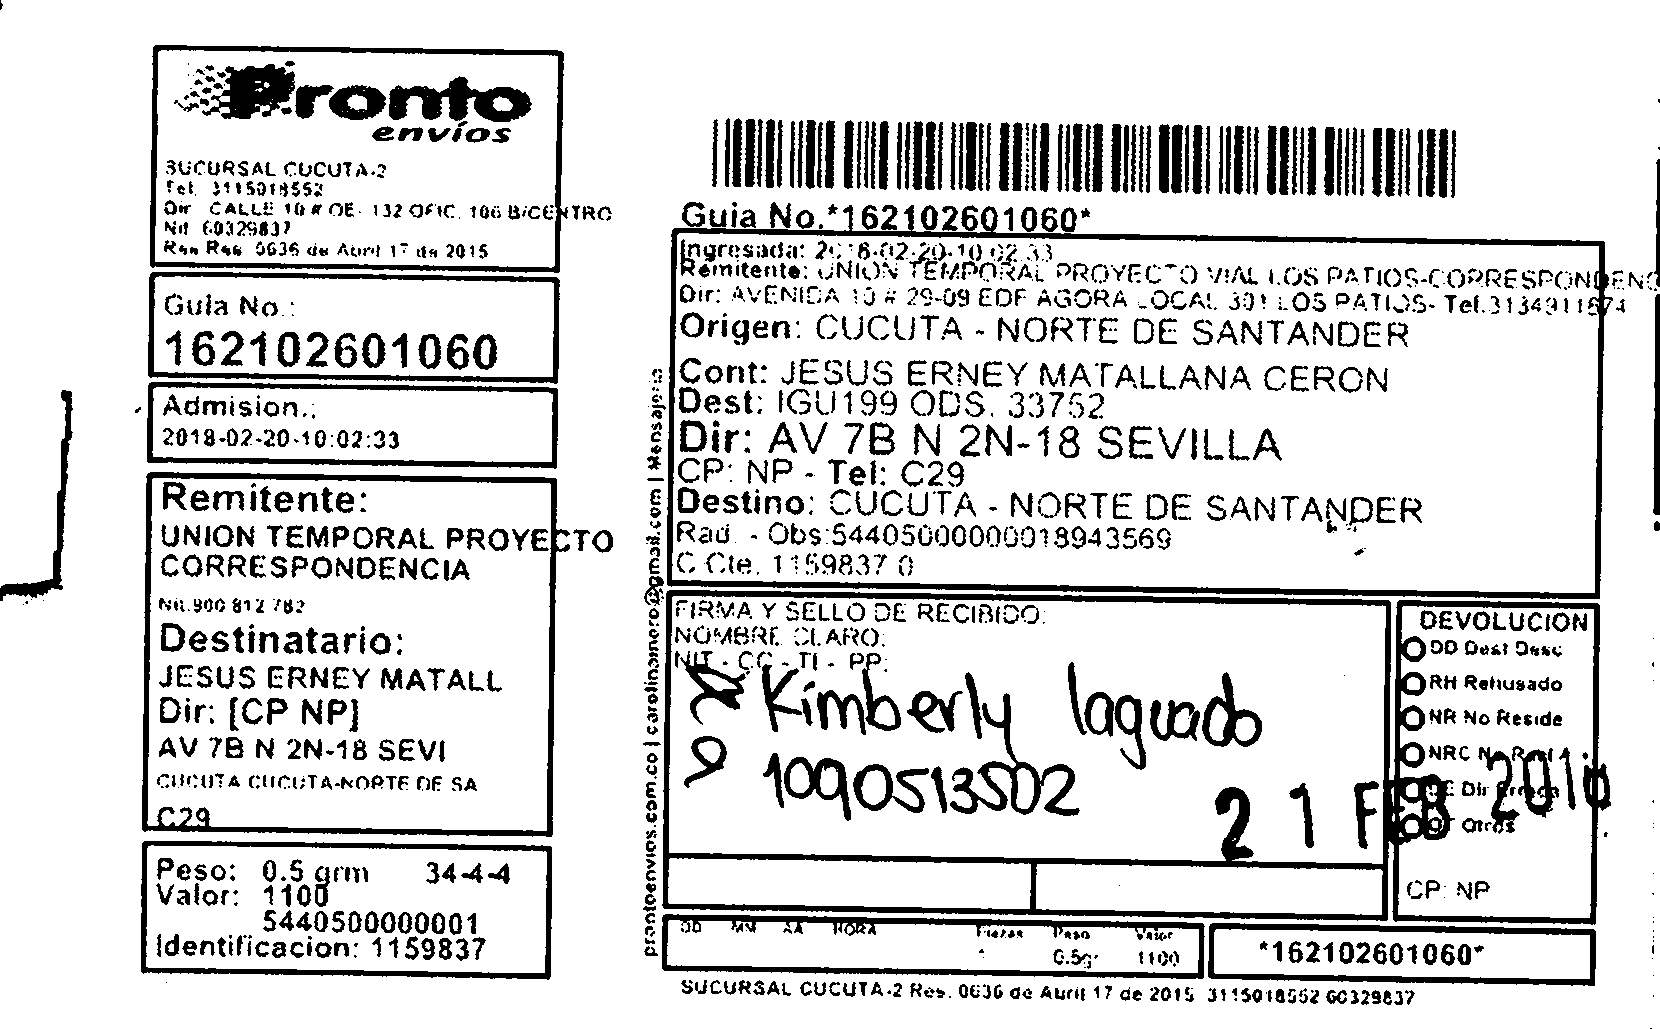 Pronto
envíos
SUCURSAL CUCUTA-2
Tel. 3115018552
Dir CALLE 10 # OE- 132 OFIC. 106 B/CENTRO
Nit 60329837
Res Res 0636 de Abril 17 de 2015
Guia No.:
162102601060
Admision.:
2018-02-20-10:02:33
Remitente:
UNION TEMPORAL PROYECTO
CORRESPONDENCIA
Nit.900 812 782
Destinatario:
JESUS ERNEY MATALL
Dir: [CP NP]
AV 7B N 2N-18 SEVI
CUCUTA CUCUTA-NORTE DE SA
C29
Peso: 0.5 grm 34-4-4
Valor: 1100
5440500000001
Identificacion: 1159837
prontoenvios.com.co | carolinamoro@gmail.com | Mensajeria
Guia No.*162102601060*
Ingresada: 2018-02-20-10:02:33
Remitente: UNION TEMPORAL PROYECTO VIAL LOS PATIOS-CORRESPONDENC
Dir: AVENIDA 10 # 29-09 EDF AGORA LOCAL 301 LOS PATIOS- Tel.3134911674
Origen: CUCUTA - NORTE DE SANTANDER
Cont: JESUS ERNEY MATALLANA CERON
Dest: IGU199 ODS. 33752
Dir: AV 7B N 2N-18 SEVILLA
CP: NP - Tel: C29
Destino: CUCUTA - NORTE DE SANTANDER
Rad. - Obs:544050000000018943569
C Cte. 1159837 0
FIRMA Y SELLO DE RECIBIDO:
NOMBRE CLARO:
NIT - CC - TI - PP:
Kimberly laguado
1090513502
21 FEB 2018
DEVOLUCION
DD Dest Desc
RH Rehusado
NR No Reside
NRC No
DE Dir Errada
OT Otros
CP: NP
DD MM AA HORA Piezas Peso Valor
1 0.5gr 1100
*162102601060*
SUCURSAL CUCUTA-2 Res. 0636 de Abril 17 de 2015 3115018552 60329837